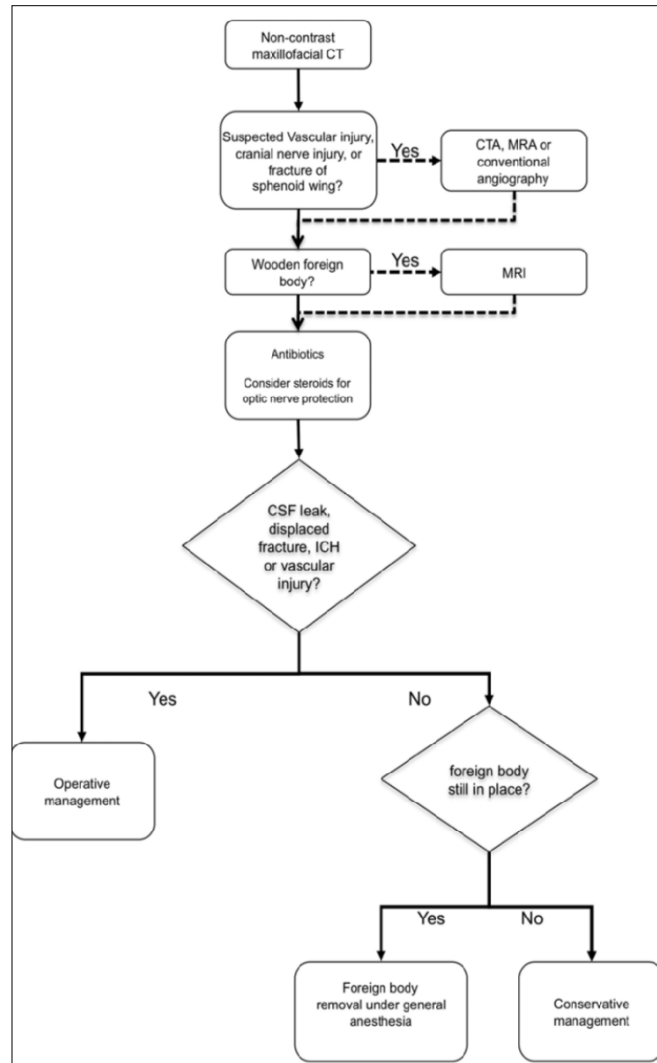 Non-contrast
maxillofacial CT
Suspected Vascular injury,
cranial nerve injury, or
fracture of
sphenoid wing?
Yes
CTA, MRA or
conventional
angiography
Wooden foreign
body?
Yes
MRI
Antibiotics
Consider steroids for
optic nerve protection
CSF leak,
displaced
fracture, ICH
or vascular
injury?
Yes
No
Operative
management
foreign body
still in place?
Yes
No
Foreign body
removal under general
anesthesia
Conservative
management